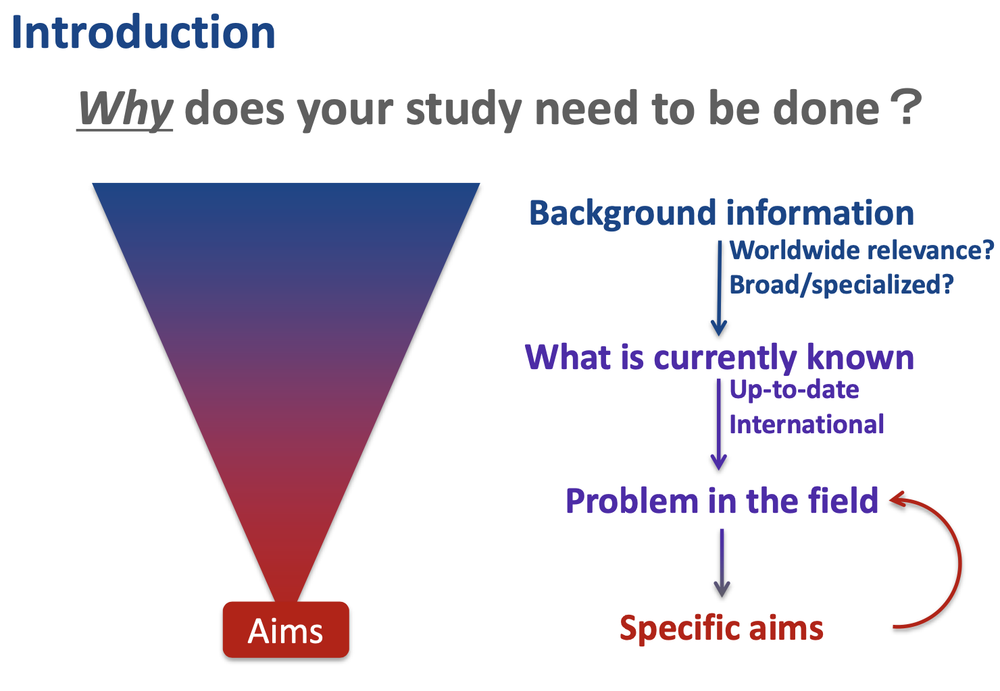 Introduction
Why does your study need to be done？
Background information
Worldwide relevance?
Broad/specialized?
What is currently known
Up-to-date
International
Problem in the field
Specific aims
Aims